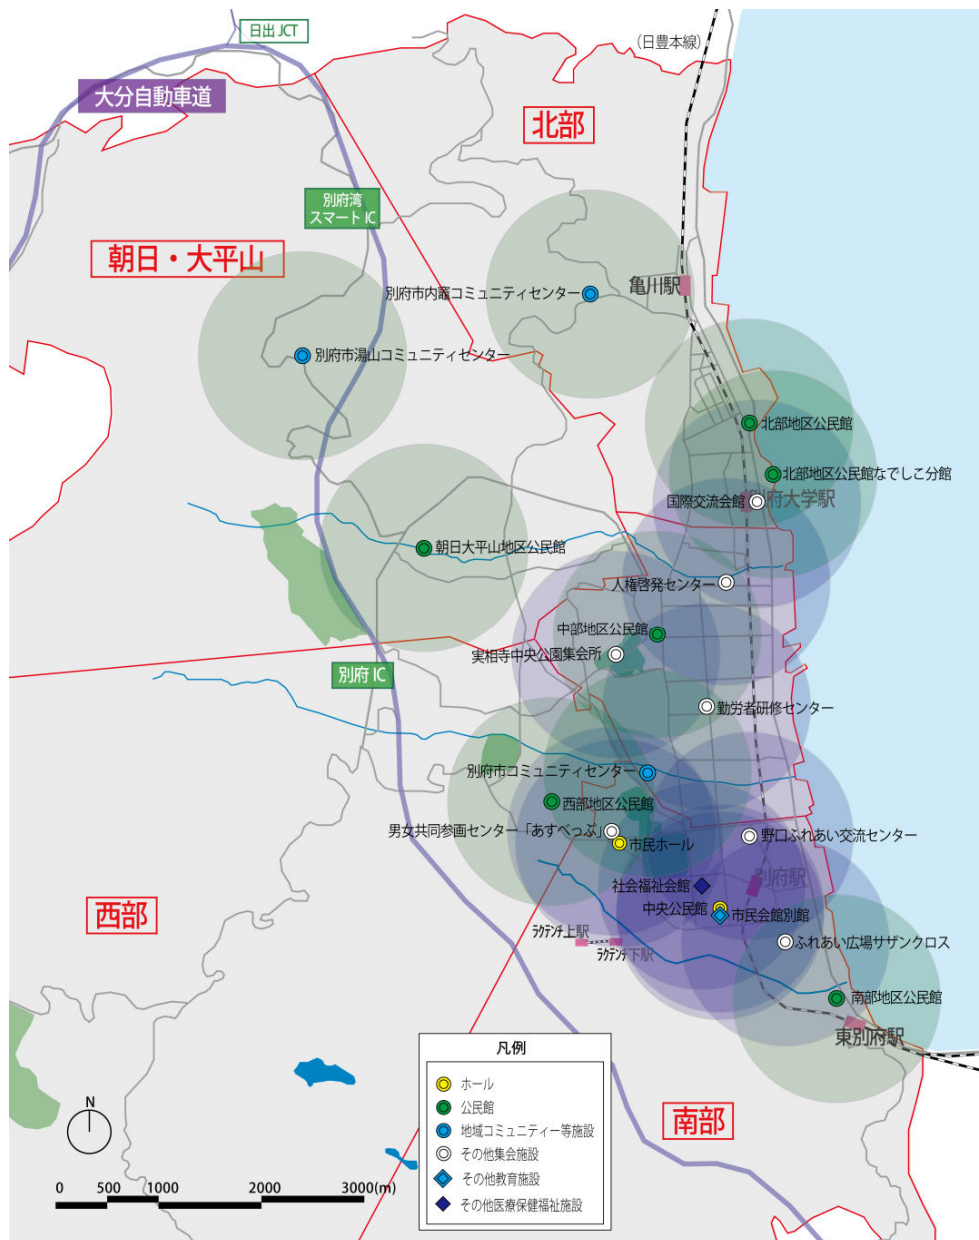 日出 JCT
(日豊本線)
大分自動車道
北部
別府湾
スマート IC
朝日・大平山
亀川駅
別府市内竈コミュニティセンター
別府市湯山コミュニティセンター
北部地区公民館
北部地区公民館なでしこ分館
国際交流会館
別府大学駅
朝日大平山地区公民館
人権啓発センター
中部地区公民館
実相寺中央公園集会所
別府 IC
勤労者研修センター
別府市コミュニティセンター
西部地区公民館
男女共同参画センター「あすべっぷ」
市民ホール
野口ふれあい交流センター
社会福祉会館
別府駅
中央公民館
市民会館別館
西部
ラクテンチ上駅
ラクテンチ下駅
ふれあい広場サザンクロス
南部地区公民館
東別府駅
凡例
ホール
公民館
地域コミュニティー等施設
その他集会施設
その他教育施設
その他医療保健福祉施設
南部
N
0 500 1000 2000 3000(m)